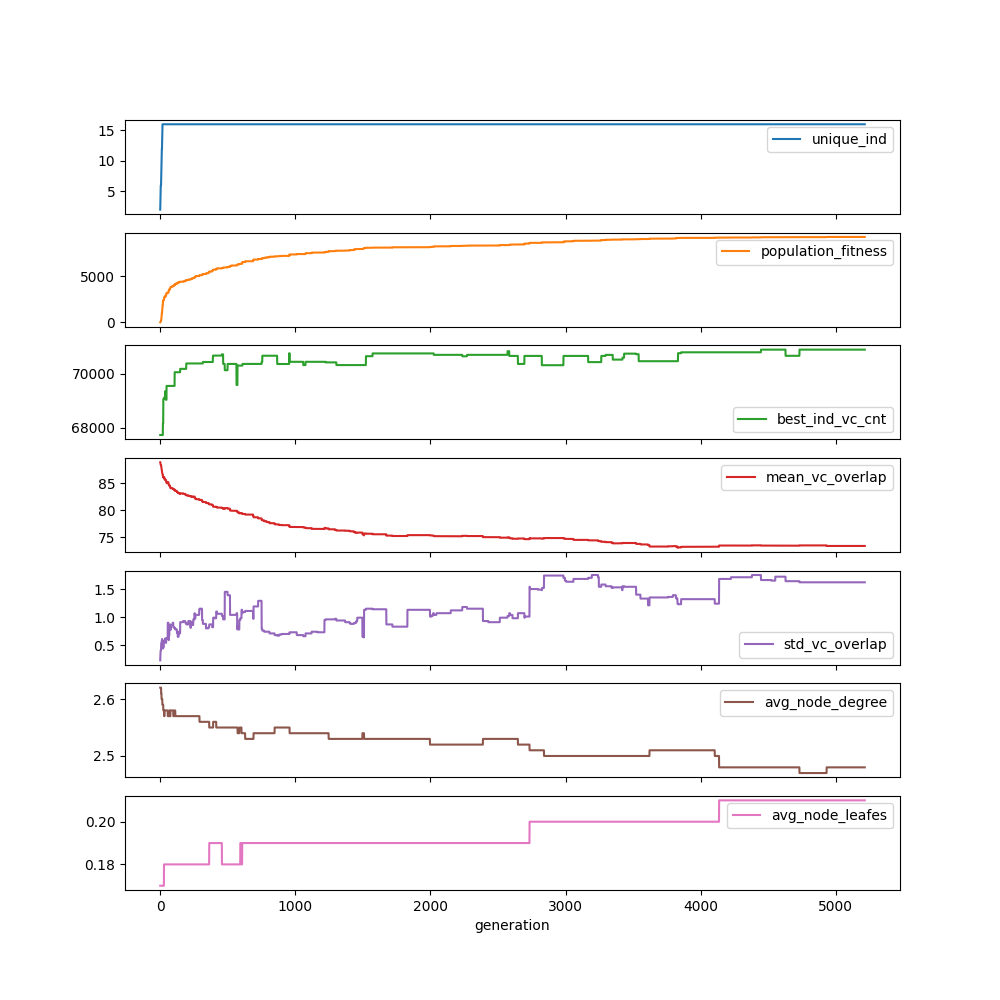 15
10
5
unique_ind
5000
0
population_fitness
70000
68000
best_ind_vc_cnt
85
80
75
mean_vc_overlap
1.5
1.0
0.5
std_vc_overlap
2.6
2.5
avg_node_degree
0.20
0.18
avg_node_leafes
0 1000 2000 3000 4000 5000
generation